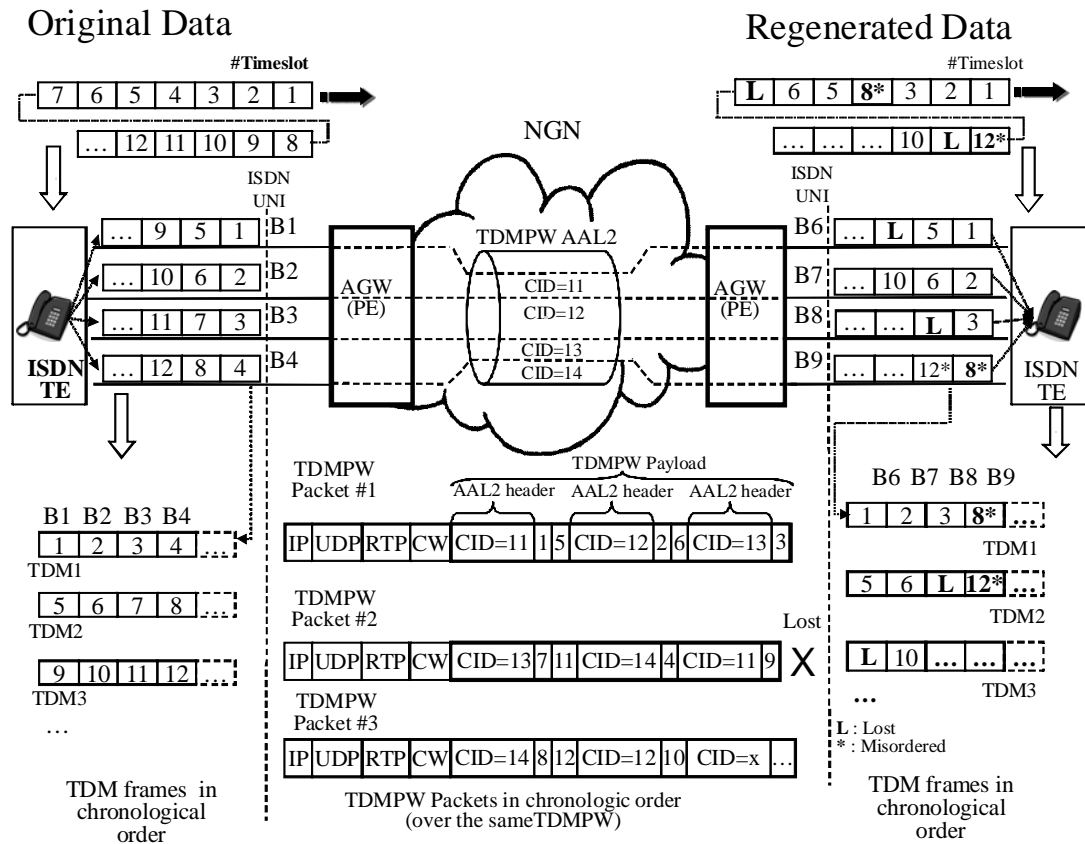 Original Data
#Timeslot
7 6 5 4 3 2 1
… 12 11 10 9 8
Regenerated Data
#Timeslot
L 6 5 8* 3 2 1
… … … 10 L 12*
NGN
ISDN
UNI
ISDN
UNI
… 9 5 1 B1
… 10 6 2 B2
… 11 7 3 B3
… 12 8 4 B4
ISDN
TE
AGW
(PE)
TDMPW AAL2
CID=11
CID=12
CID=13
CID=14
AGW
(PE)
B6 … L 5 1
B7 … 10 6 2
B8 … … L 3
B9 … … 12* 8*
ISDN
TE
B1 B2 B3 B4
1 2 3 4 …
TDM1
5 6 7 8 …
TDM2
9 10 11 12 …
TDM3
…
TDM frames in
chronological
order
TDMPW
Packet #1
TDMPW Payload
AAL2 header AAL2 header AAL2 header
IP UDP RTP CW CID=11 1 5 CID=12 2 6 CID=13 3
TDMPW
Packet #2
Lost
IP UDP RTP CW CID=13 7 11 CID=14 4 CID=11 9 X
TDMPW
Packet #3
IP UDP RTP CW CID=14 8 12 CID=12 10 CID=x …
TDMPW Packets in chronologic order
(over the sameTDMPW)
B6 B7 B8 B9
1 2 3 8* …
TDM1
5 6 L 12* …
TDM2
L 10 … … …
TDM3
…
L : Lost
* : Misordered
TDM frames in
chronological
order